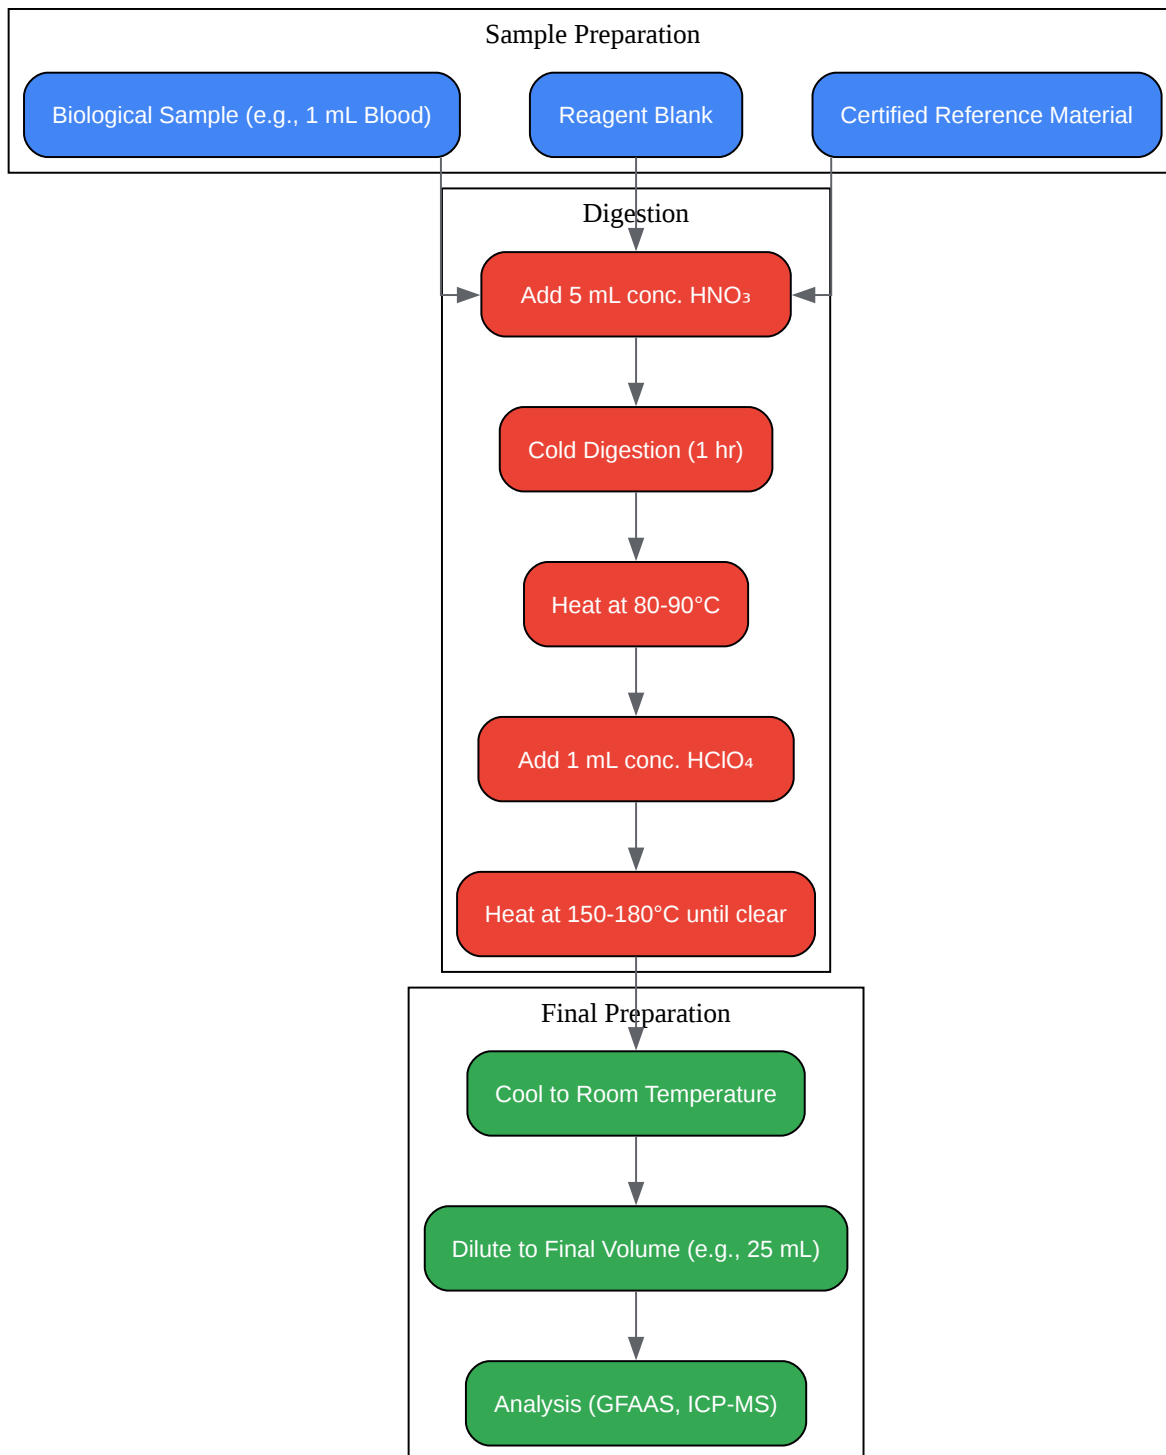 Sample Preparation
Biological Sample (e.g., 1 mL Blood)
Reagent Blank
Certified Reference Material
Digestion
Add 5 mL conc. HNO₃
Cold Digestion (1 hr)
Heat at 80-90°C
Add 1 mL conc. HClO₄
Heat at 150-180°C until clear
Final Preparation
Cool to Room Temperature
Dilute to Final Volume (e.g., 25 mL)
Analysis (GFAAS, ICP-MS)